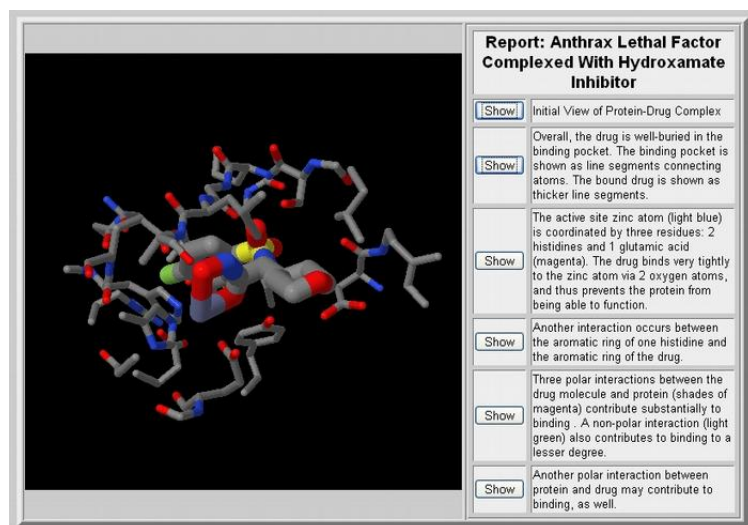 Report: Anthrax Lethal Factor
Complexed With Hydroxamate
Inhibitor
Show
Initial View of Protein-Drug Complex
Show
Overall, the drug is well-buried in the
binding pocket. The binding pocket is
shown as line segments connecting
atoms. The bound drug is shown as
thicker line segments.
Show
The active site zinc atom (light blue)
is coordinated by three residues: 2
histidines and 1 glutamic acid
(magenta). The drug binds very tightly
to the zinc atom via 2 oxygen atoms,
and thus prevents the protein from
being able to function.
Show
Another interaction occurs between
the aromatic ring of one histidine and
the aromatic ring of the drug.
Show
Three polar interactions between the
drug molecule and protein (shades of
magenta) contribute substantially to
binding . A non-polar interaction (light
green) also contributes to binding to a
lesser degree.
Show
Another polar interaction between
protein and drug may contribute to
binding, as well.